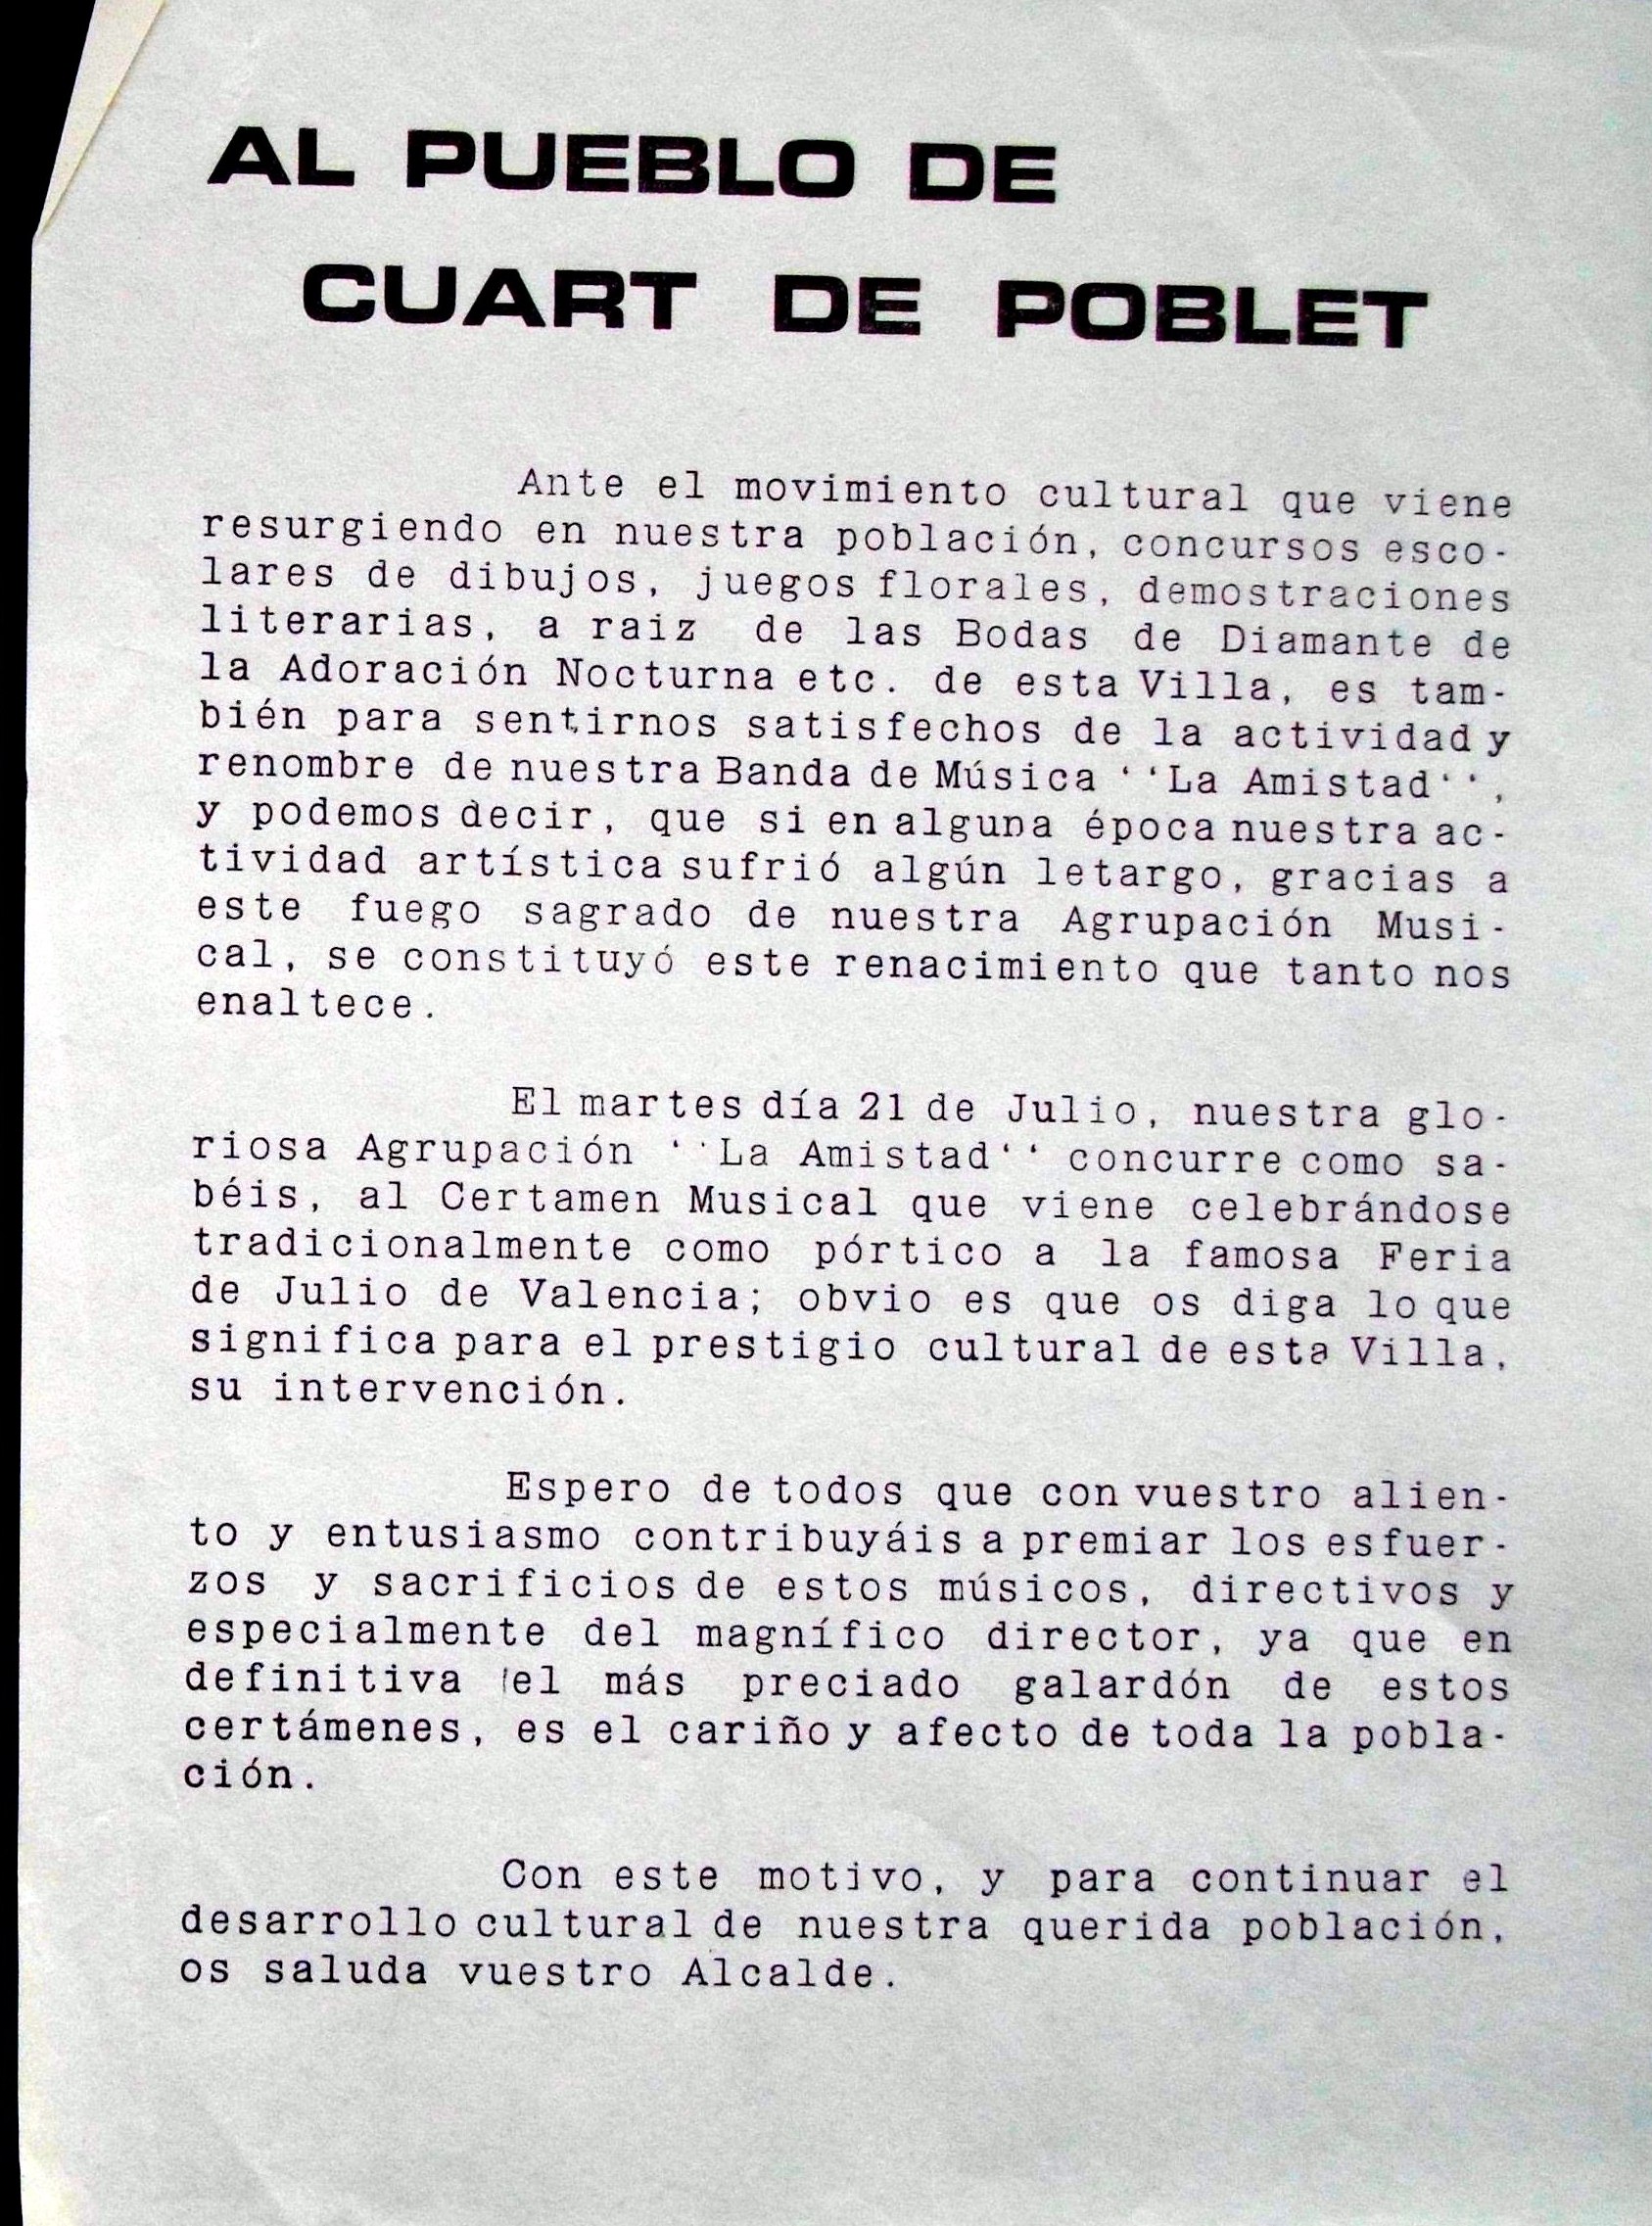 AL PUEBLO DE
CUART DE POBLET
Ante el movimiento cultural que viene
resurgiendo en nuestra población, concursos esco-
lares de dibujos, juegos florales, demostraciones
literarias, a raiz de las Bodas de Diamante de
la Adoración Nocturna etc. de esta Villa, es tam-
bién para sentirnos satisfechos de la actividad y
renombre de nuestra Banda de Música ‘‘La Amistad‘‘,
y podemos decir, que si en alguna época nuestra ac-
tividad artística sufrió algún letargo, gracias a
este fuego sagrado de nuestra Agrupación Musi-
cal, se constituyó este renacimiento que tanto nos
enaltece.
El martes día 21 de Julio, nuestra glo-
riosa Agrupación ‘‘La Amistad‘‘ concurre como sa-
béis, al Certamen Musical que viene celebrándose
tradicionalmente como pórtico a la famosa Feria
de Julio de Valencia; obvio es que os diga lo que
significa para el prestigio cultural de esta Villa,
su intervención.
Espero de todos que con vuestro alien-
to y entusiasmo contribuyáis a premiar los esfuer-
zos y sacrificios de estos músicos, directivos y
especialmente del magnífico director, ya que en
definitiva el más preciado galardón de estos
certámenes, es el cariño y afecto de toda la pobla-
ción.
Con este motivo, y para continuar el
desarrollo cultural de nuestra querida población,
os saluda vuestro Alcalde.